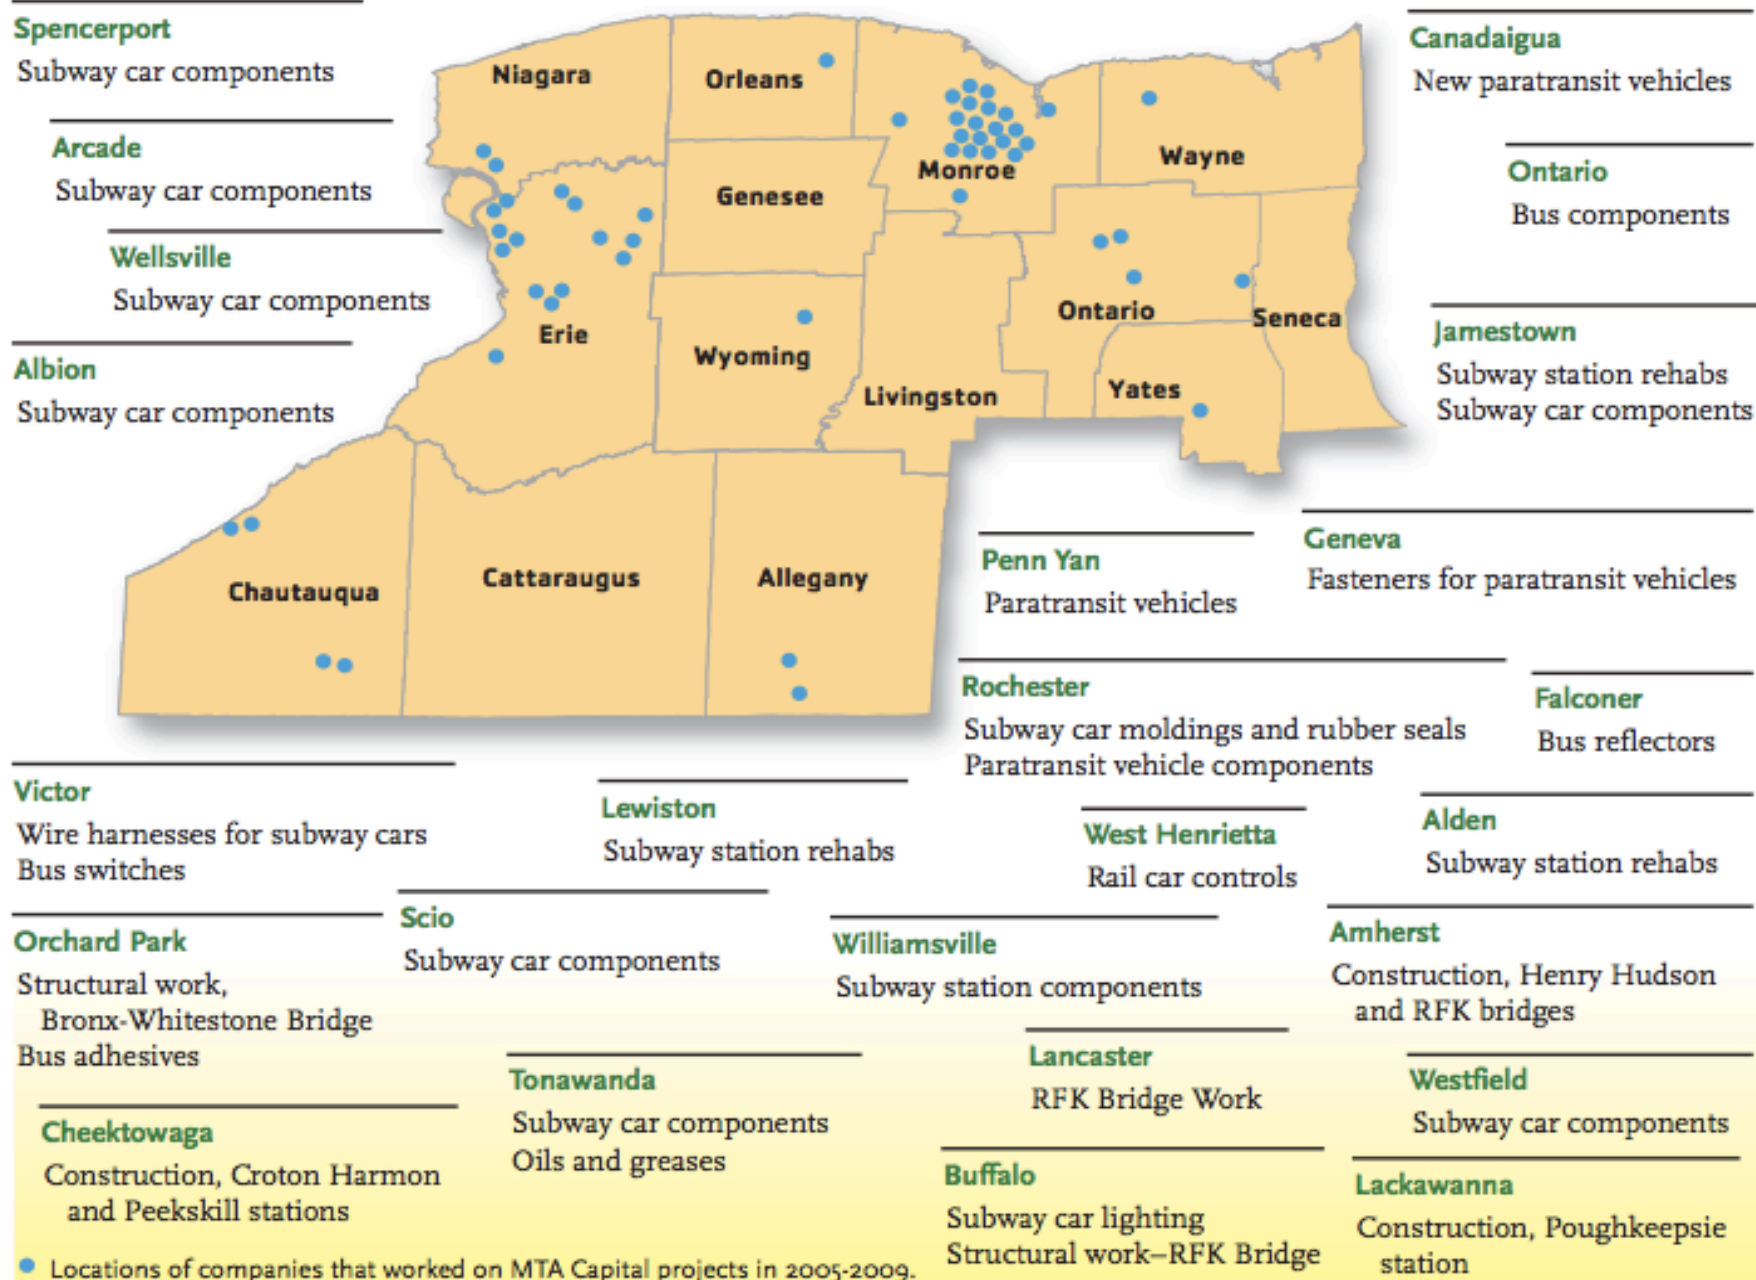 Spencerport
Subway car components
Arcade
Subway car components
Wellsville
Subway car components
Albion
Subway car components
Niagara
Orleans
Monroe
Wayne
Genesee
Erie
Wyoming
Livingston
Ontario
Seneca
Yates
Chautauqua
Cattaraugus
Allegany
Canadaigua
New paratransit vehicles
Ontario
Bus components
Jamestown
Subway station rehabs
Subway car components
Geneva
Fasteners for paratransit vehicles
Penn Yan
Paratransit vehicles
Rochester
Subway car moldings and rubber seals
Paratransit vehicle components
Falconer
Bus reflectors
Victor
Wire harnesses for subway cars
Bus switches
Lewiston
Subway station rehabs
West Henrietta
Rail car controls
Alden
Subway station rehabs
Orchard Park
Structural work,
Bronx-Whitestone Bridge
Bus adhesives
Scio
Subway car components
Williamsville
Subway station components
Amherst
Construction, Henry Hudson
and RFK bridges
Cheektowaga
Construction, Croton Harmon
and Peekskill stations
Tonawanda
Subway car components
Oils and greases
Lancaster
RFK Bridge Work
Westfield
Subway car components
Buffalo
Subway car lighting
Structural work–RFK Bridge
Lackawanna
Construction, Poughkeepsie
station
Locations of companies that worked on MTA Capital projects in 2005-2009.